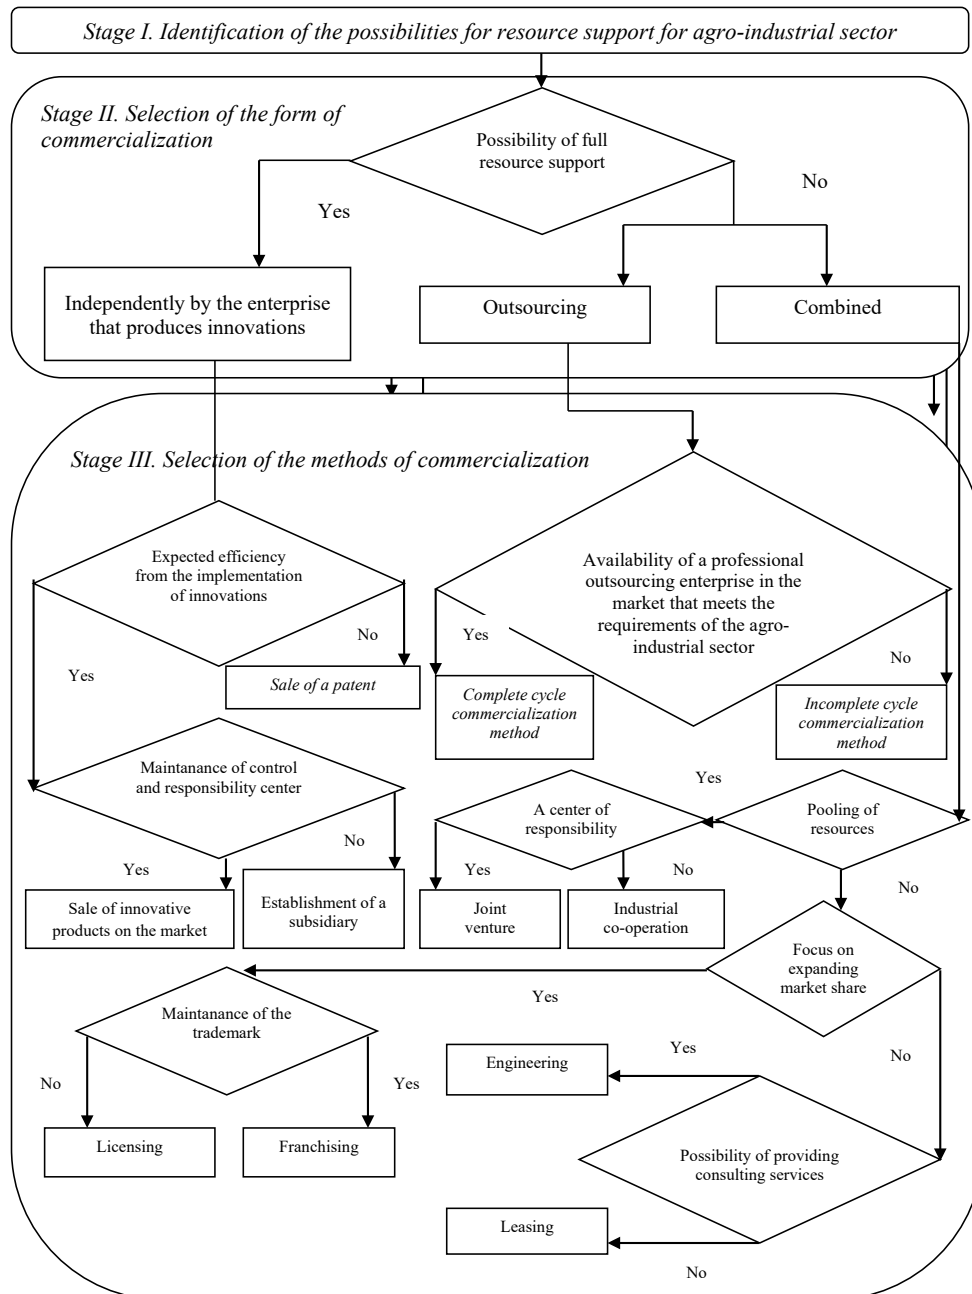 Stage I. Identification of the possibilities for resource support for agro-industrial sector
Stage II. Selection of the form of
commercialization
Possibility of full
resource support
No
Yes
Independently by the enterprise
that produces innovations
Outsourcing
Combined
Stage III. Selection of the methods of commercialization
Expected efficiency
from the implementation
of innovations
Availability of a professional
outsourcing enterprise in the
market that meets the
requirements of the agro-
industrial sector
No
Yes
Yes
No
Sale of a patent
Complete cycle
commercialization
method
Incomplete cycle
commercialization
method
Maintanance of control
and responsibility center
Yes
A center of
responsibility
Pooling of
resources
No
Yes
Yes
No
No
Sale of innovative
products on the market
Establishment of a
subsidiary
Joint
venture
Industrial
co-operation
Focus on
expanding
market share
Yes
Maintanance of the
trademark
No
Yes
No
Yes
Engineering
Licensing
Franchising
Possibility of providing
consulting services
Leasing
No